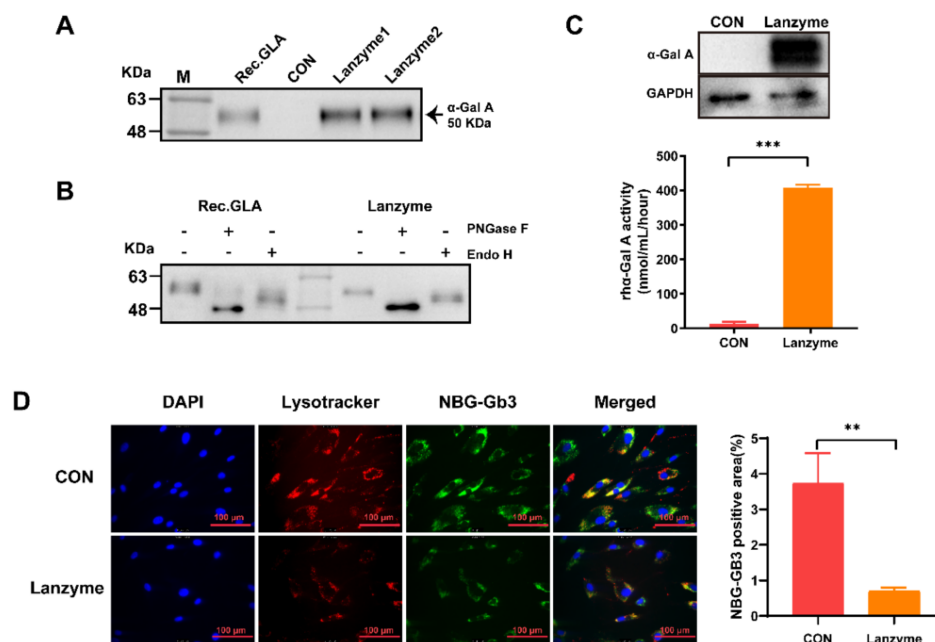 A
KDa
M
Rec.GLA
CON
Lanzyme1
Lanzyme2
63
48
α-Gal A
50 KDa
B
Rec.GLA
Lanzyme
- + - - + - PNGase F
- - + - - + Endo H
KDa
63
48
C
CON Lanzyme
α-Gal A
GAPDH
***
rhα-Gal A activity
(nmol/mL/hour)
500
400
300
200
100
0
CON Lanzyme
D
DAPI Lysotracker NBG-Gb3 Merged
CON
100 μm 100 μm 100 μm 100 μm
Lanzyme
100 μm 100 μm 100 μm 100 μm
**
NBG-GB3 positive area(%)
5
4
3
2
1
0
CON Lanzyme